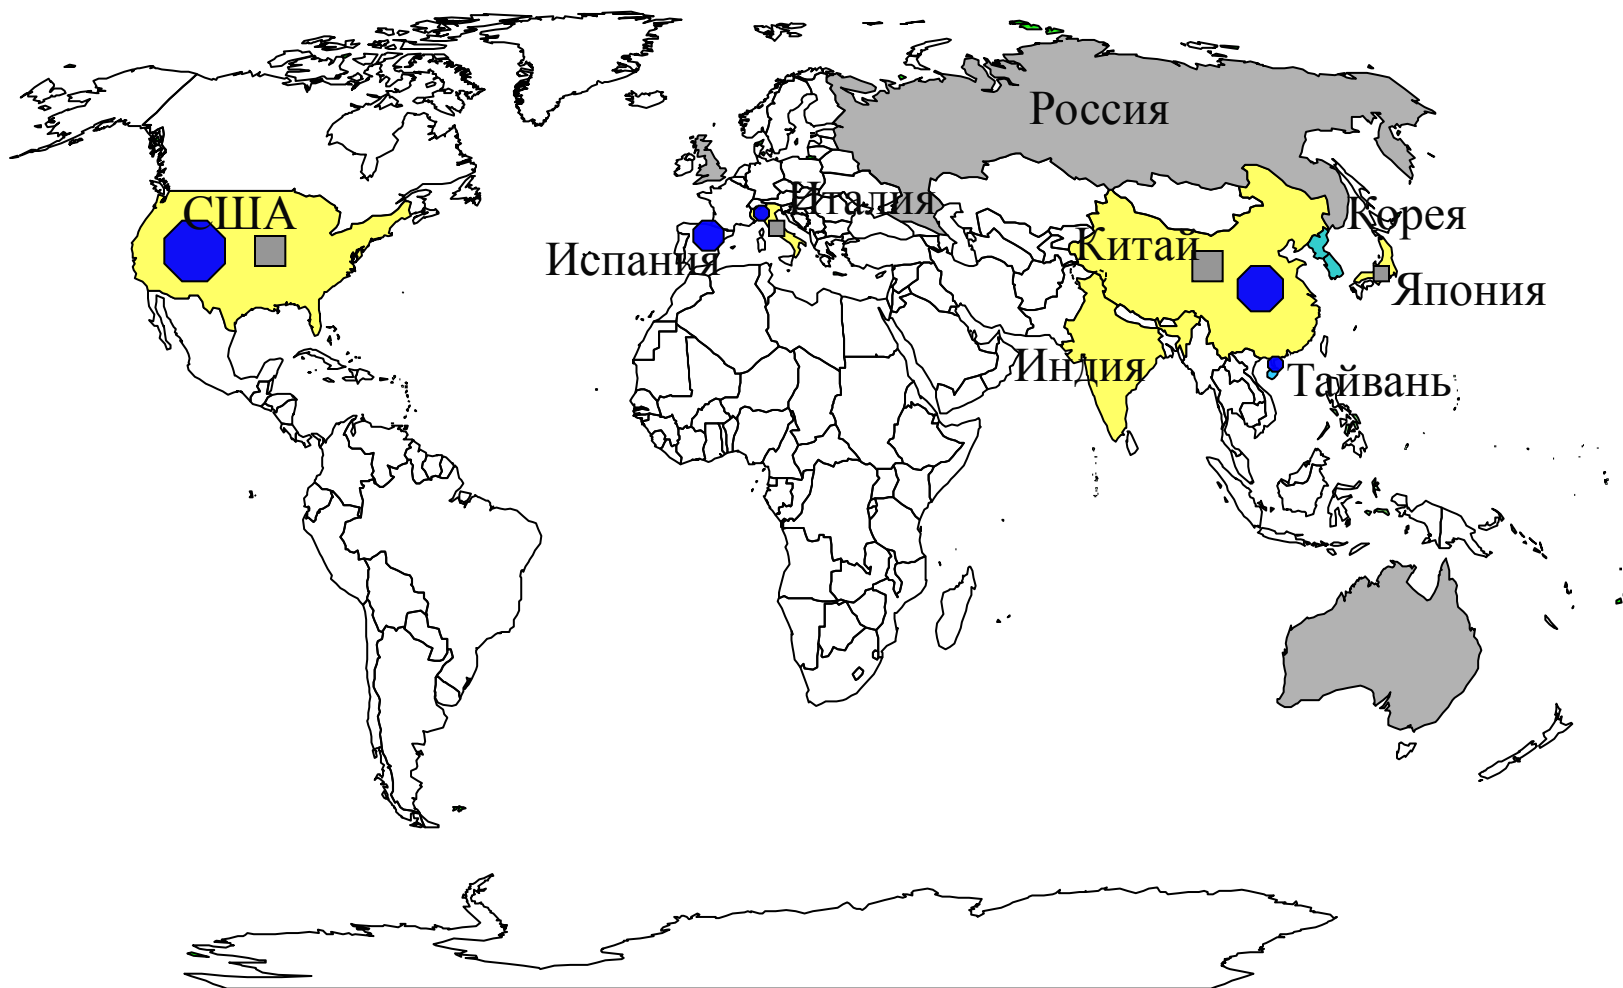 Россия
США
Италия
Корея
Испания
Китай
Япония
Индия
Тайвань